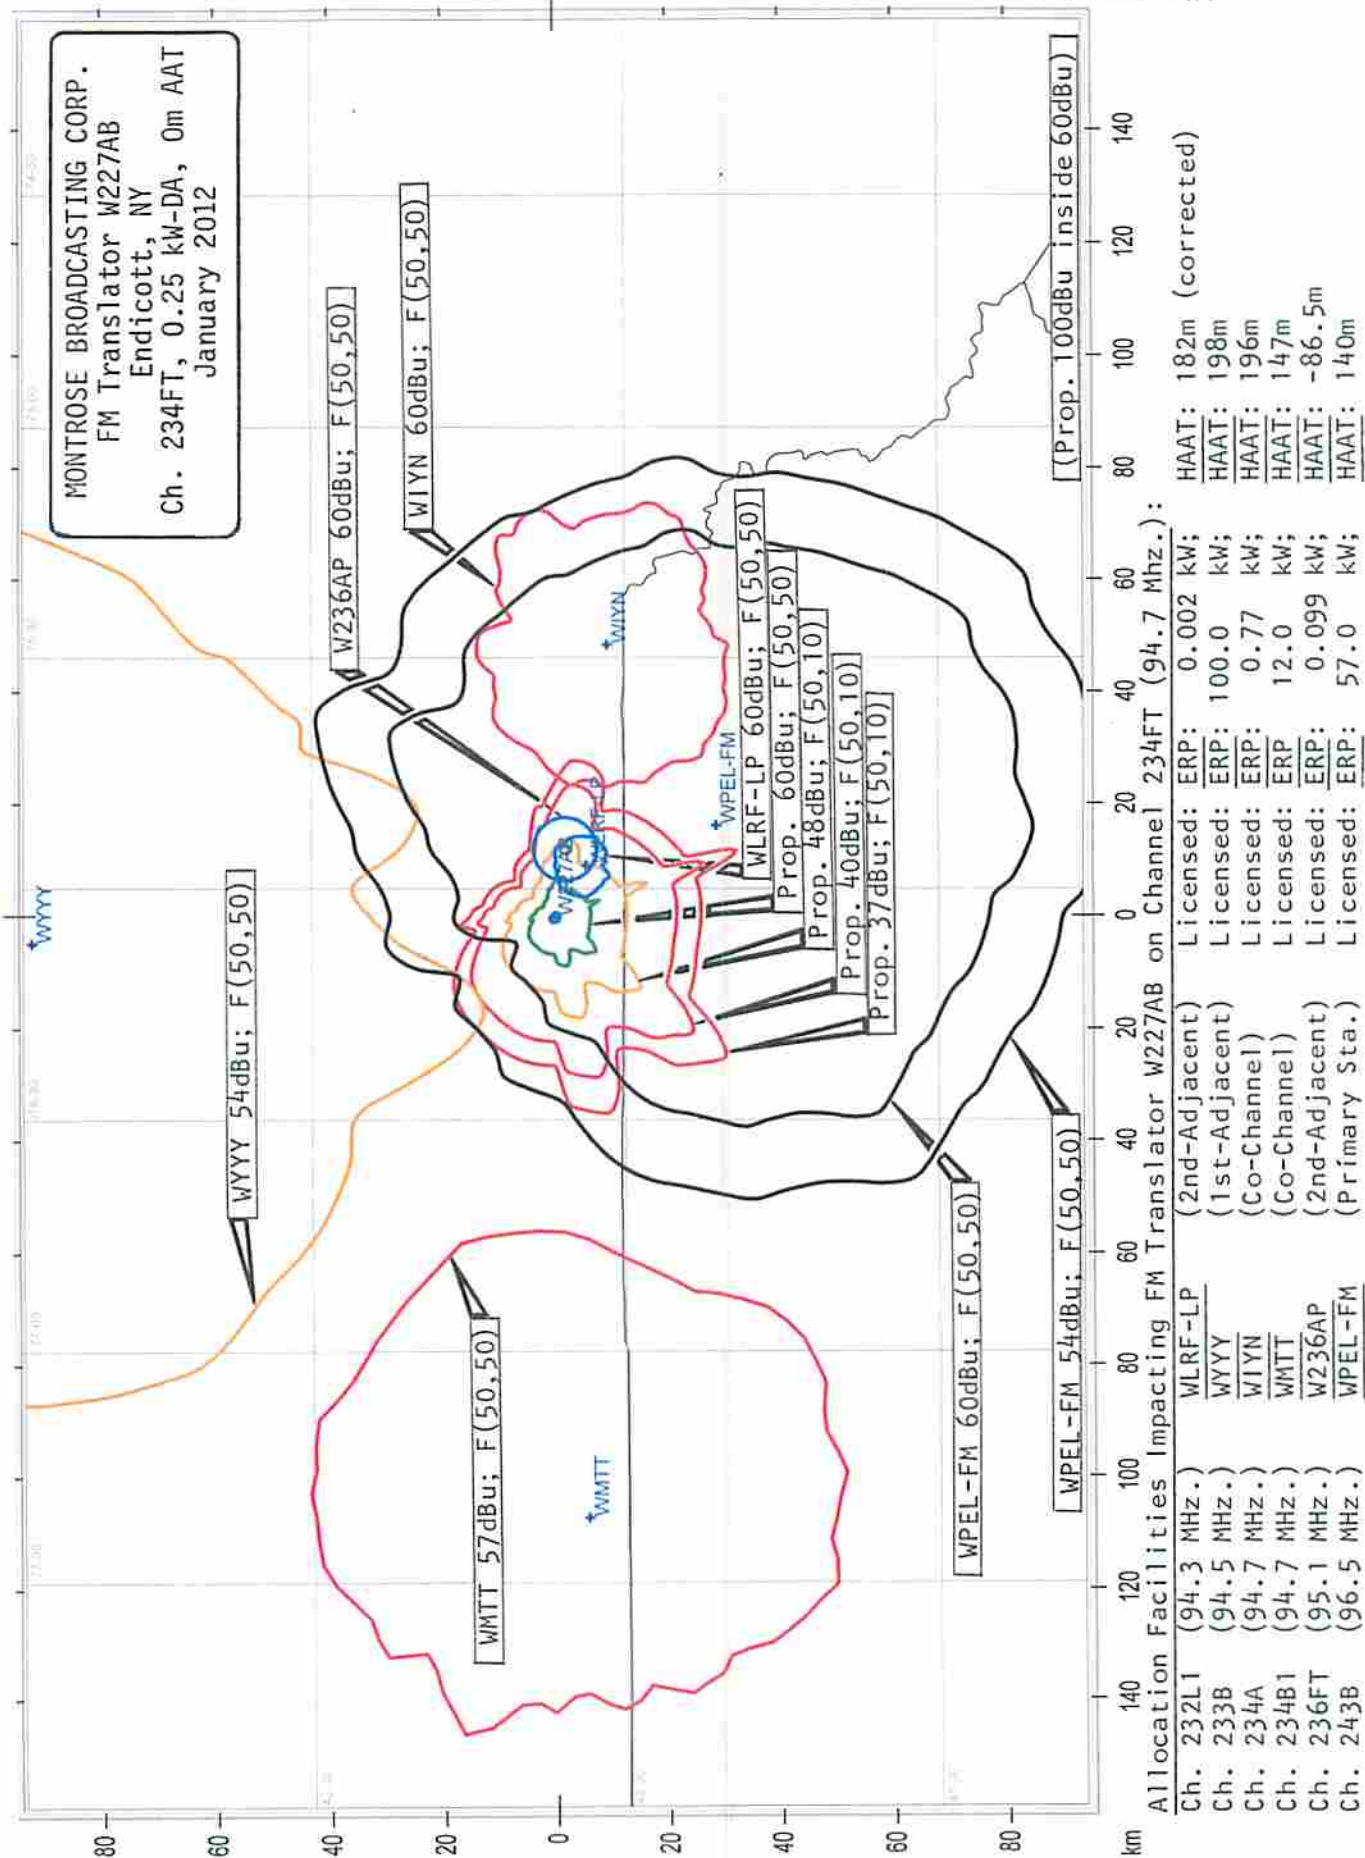 MONTROSE BROADCASTING CORP.
FM Translator W227AB
Endicott, NY
Ch. 234FT, 0.25 kW-DA, 0m AAT
January 2012
WYYY
WYYY 54dBu; F(50,50)
W236AP 60dBu; F(50,50)
WIYN 60dBu; F(50,50)
WMTT 57dBu; F(50,50)
WMTT
W227AB
WLRF-LP
WIYN
WPEL-FM
WLRF-LP 60dBu; F(50,50)
Prop. 60dBu; F(50,50)
Prop. 48dBu; F(50,10)
Prop. 40dBu; F(50,10)
Prop. 37dBu; F(50,10)
WPEL-FM 60dBu; F(50,50)
WPEL-FM 54dBu; F(50,50)
(Prop. 100dBu inside 60dBu)
80
60
40
20
0
20
40
60
80
km
140 120 100 80 60 40 20 0 20 40 60 80 100 120 140
Allocation Facilities Impacting FM Translator W227AB on Channel 234FT (94.7 Mhz.):
Ch. 232L1 (94.3 MHz.) WLRF-LP (2nd-Adjacent) Licensed: ERP: 0.002 kW; HAAT: 182m (corrected)
Ch. 233B (94.5 MHz.) WYYY (1st-Adjacent) Licensed: ERP: 100.0 kW; HAAT: 198m
Ch. 234A (94.7 MHz.) WIYN (Co-Channel) Licensed: ERP: 0.77 kW; HAAT: 196m
Ch. 234B1 (94.7 MHz.) WMTT (Co-Channel) Licensed: ERP 12.0 kW; HAAT: 147m
Ch. 236FT (95.1 MHz.) W236AP (2nd-Adjacent) Licensed: ERP: 0.099 kW; HAAT: -86.5m
Ch. 243B (96.5 MHz.) WPEL-FM (Primary Sta.) Licensed: ERP: 57.0 kW; HAAT: 140m